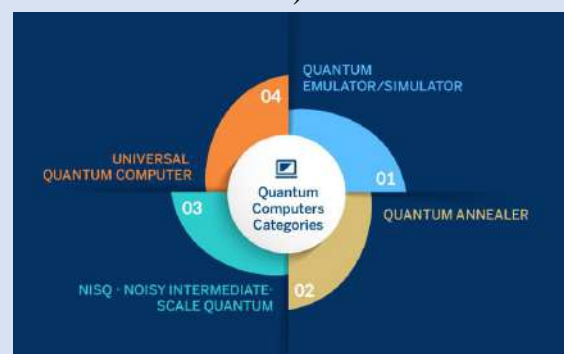 QUANTUM
EMULATOR/SIMULATOR
04
UNIVERSAL
QUANTUM COMPUTER
01
Quantum
Computers
Categories
03
QUANTUM ANNEALER
NISQ - NOISY INTERMEDIATE-
SCALE QUANTUM
02